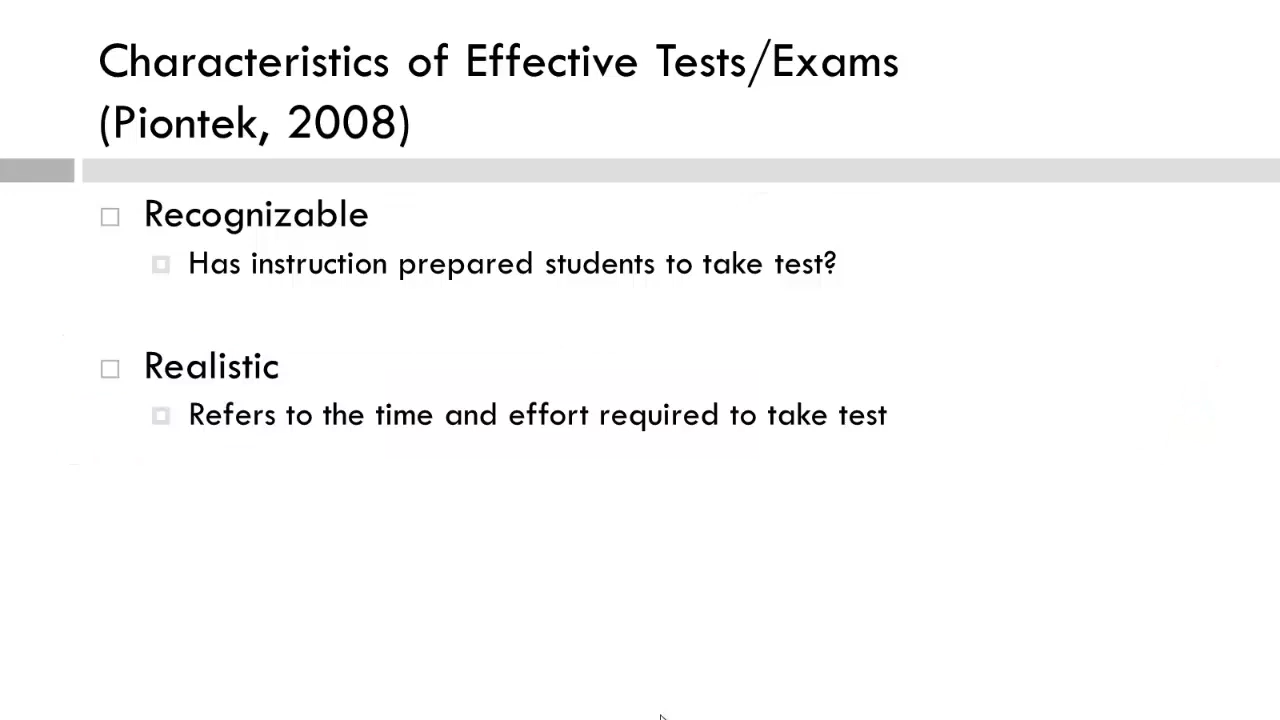 Characteristics of Effective Tests/Exams
(Piontek, 2008)
Recognizable
Has instruction prepared students to take test?
Realistic
Refers to the time and effort required to take test